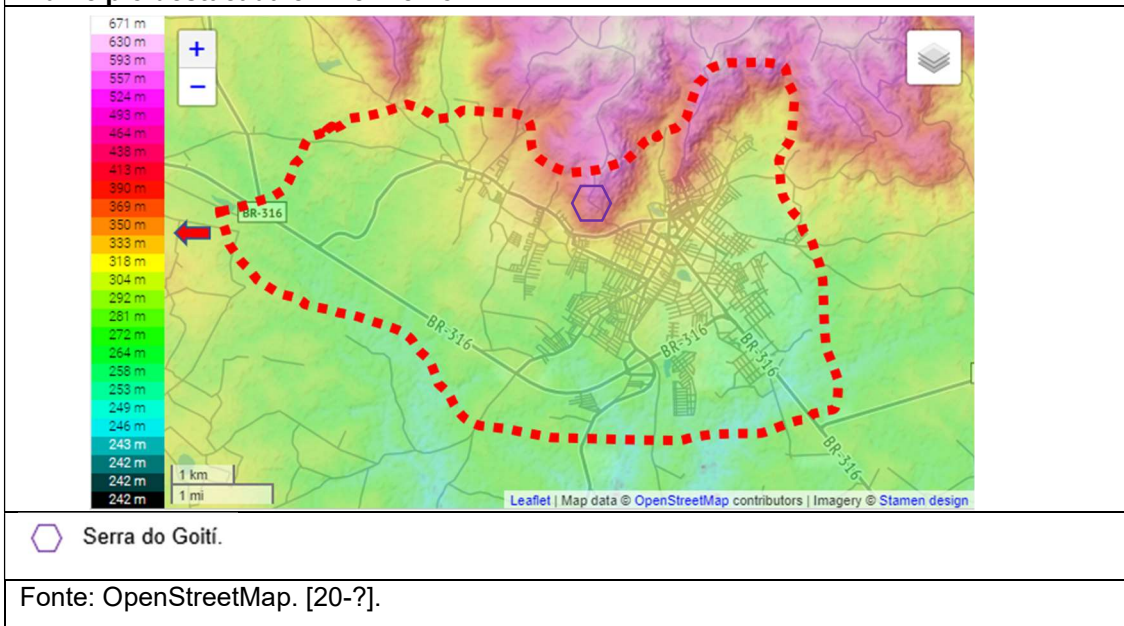 671 m
630 m
593 m
557 m
524 m
493 m
464 m
438 m
413 m
390 m
369 m
350 m
333 m
318 m
304 m
292 m
281 m
272 m
264 m
258 m
253 m
249 m
246 m
243 m
242 m
242 m
242 m
+
−
BR-316
BR-316
BR-316
BR-316
BR-316
1 km
1 mi
Leaflet | Map data © OpenStreetMap contributors | Imagery © Stamen design
Serra do Goití.
Fonte: OpenStreetMap. [20-?].